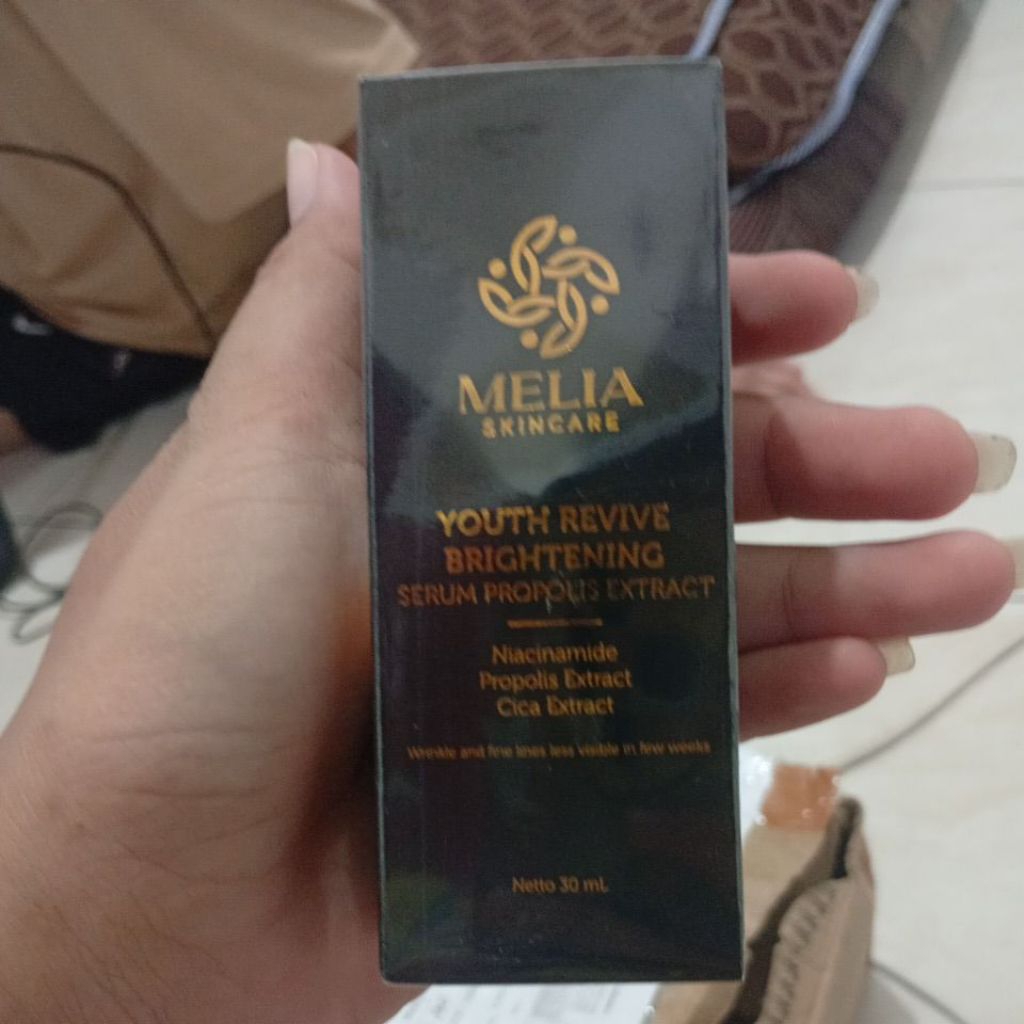 MELIA
SKINCARE
YOUTH REVIVE
BRIGHTENING
SERUM PROPOLIS EXTRACT
Niacinamide
Propolis Extract
Cica Extract
Wrinkle and fine lines less visible in few weeks
Netto 30 mL